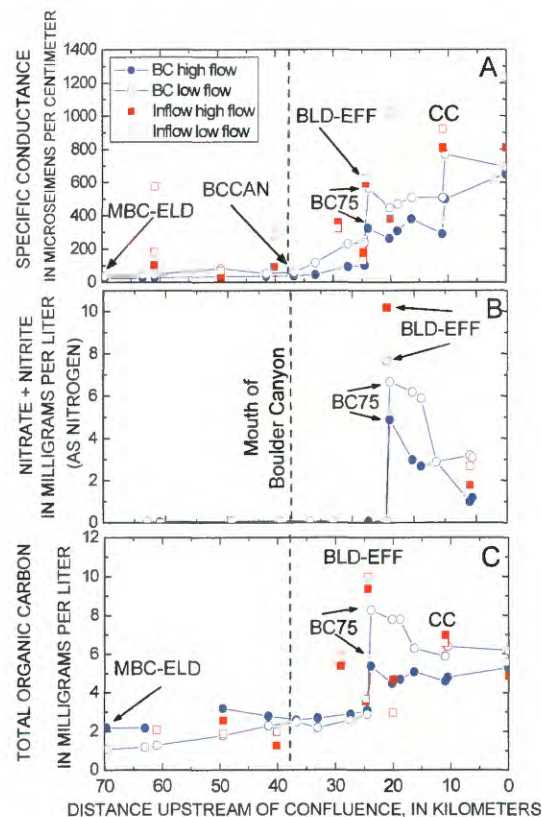 SPECIFIC CONDUCTANCE
IN MICROSEIMENS PER CENTIMETER
1400
1200
1000
800
600
400
200
0
BC high flow
BC low flow
Inflow high flow
Inflow low flow
A
BLD-EFF
CC
BCCAN
BC75
MBC-ELD
NITRATE + NITRITE
IN MILLIGRAMS PER LITER
(AS NITROGEN)
10
8
6
4
2
0
B
BLD-EFF
BC75
Mouth of
Boulder Canyon
TOTAL ORGANIC CARBON
IN MILLIGRAMS PER LITER
12
10
8
6
4
2
0
C
BLD-EFF
BC75
CC
MBC-ELD
70 60 50 40 30 20 10 0
DISTANCE UPSTREAM OF CONFLUENCE, IN KILOMETERS